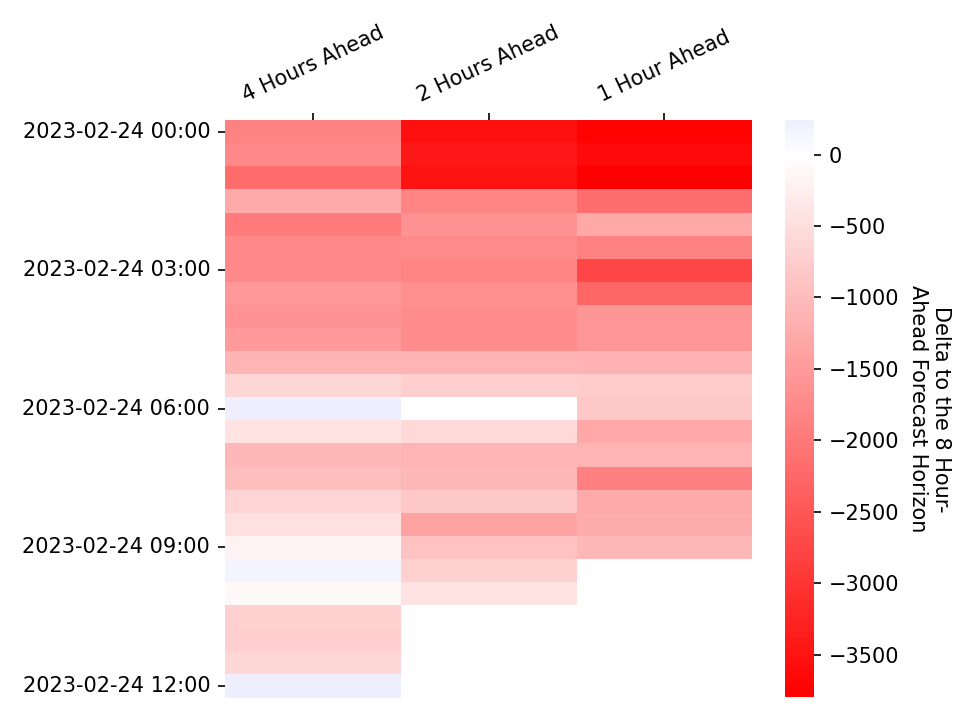 4 Hours Ahead
2 Hours Ahead
1 Hour Ahead
2023-02-24 00:00
2023-02-24 03:00
2023-02-24 06:00
2023-02-24 09:00
2023-02-24 12:00
0
−500
−1000
−1500
−2000
−2500
−3000
−3500
Delta to the 8 Hour-
Ahead Forecast Horizon